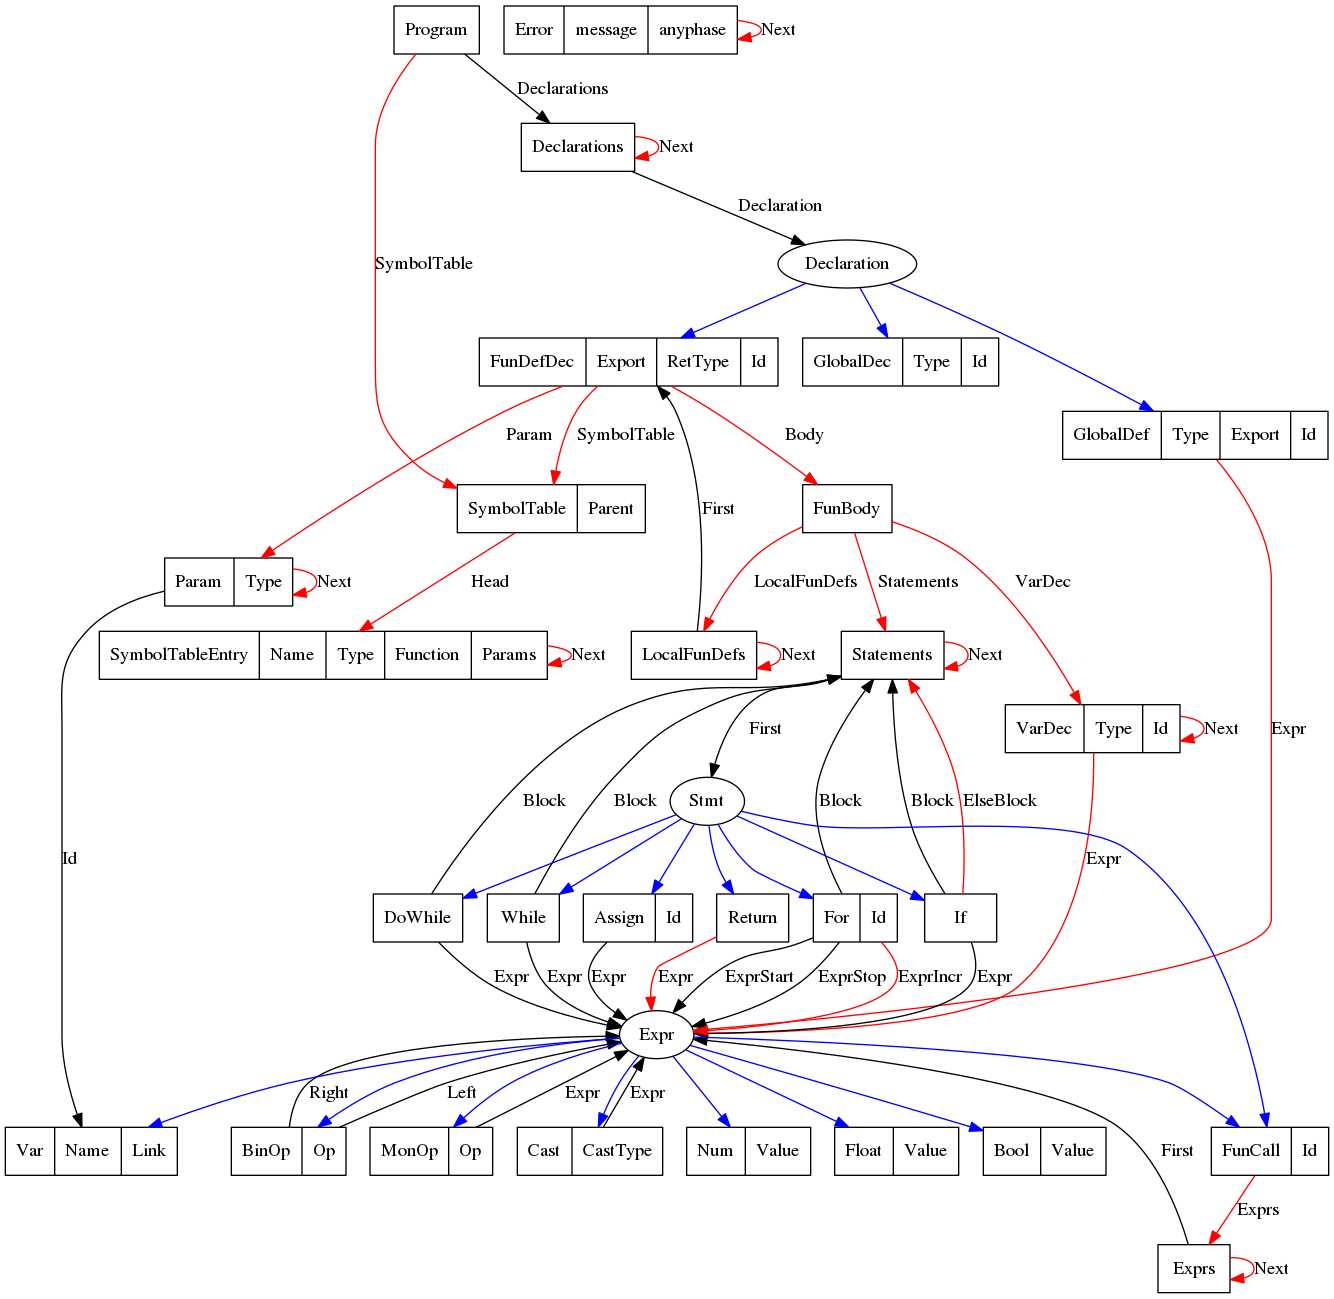 Program
Error message anyphase Next
Declarations
Declarations Next
Declaration
Declaration
SymbolTable
FunDefDec Export RetType Id
GlobalDec Type Id
GlobalDef Type Export Id
Param SymbolTable Body
SymbolTable Parent
First
FunBody
Param Type Next
Head
LocalFunDefs Statements VarDec
SymbolTableEntry Name Type Function Params Next
LocalFunDefs Next
Statements Next
VarDec Type Id Next
Expr
First
Block Block
Stmt
Block Block ElseBlock
Id
Expr
DoWhile
While
Assign Id
Return
For Id
If
Expr Expr Expr Expr ExprStart ExprStop ExprIncr Expr
Expr
Right Left Expr Expr
Var Name Link
BinOp Op
MonOp Op
Cast CastType
Num Value
Float Value
Bool Value
First
FunCall Id
Exprs
Exprs Next